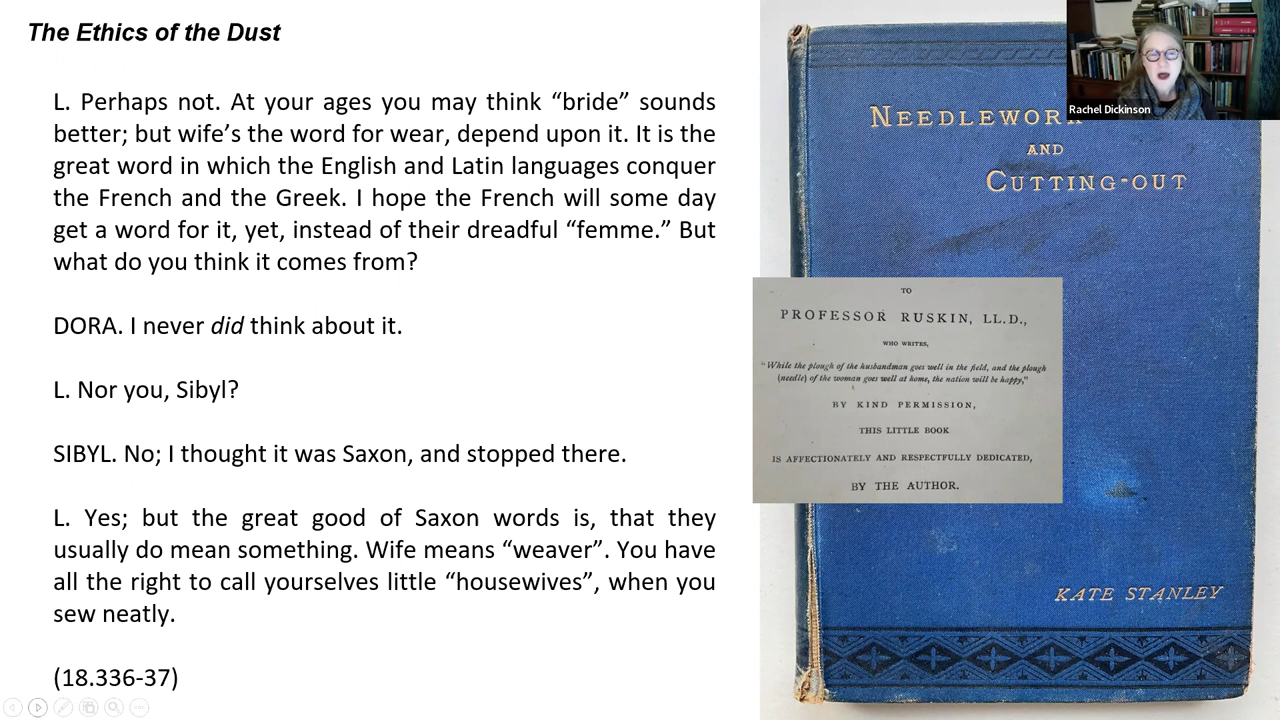 The Ethics of the Dust
L. Perhaps not. At your ages you may think “bride” sounds
better; but wife’s the word for wear, depend upon it. It is the
great word in which the English and Latin languages conquer
the French and the Greek. I hope the French will some day
get a word for it, yet, instead of their dreadful “femme.” But
what do you think it comes from?
DORA. I never did think about it.
L. Nor you, Sibyl?
SIBYL. No; I thought it was Saxon, and stopped there.
L. Yes; but the great good of Saxon words is, that they
usually do mean something. Wife means “weaver”. You have
all the right to call yourselves little “housewives”, when you
sew neatly.
(18.336-37)
Rachel Dickinson
NEEDLEWORK
AND
CUTTING-OUT
TO
PROFESSOR RUSKIN, LL.D.,
WHO WRITES,
“While the plough of the husbandman goes well in the field, and the plough
(needle) of the woman goes well at home, the nation will be happy,”
BY KIND PERMISSION,
THIS LITTLE BOOK
IS AFFECTIONATELY AND RESPECTFULLY DEDICATED,
BY THE AUTHOR.
KATE STANLEY